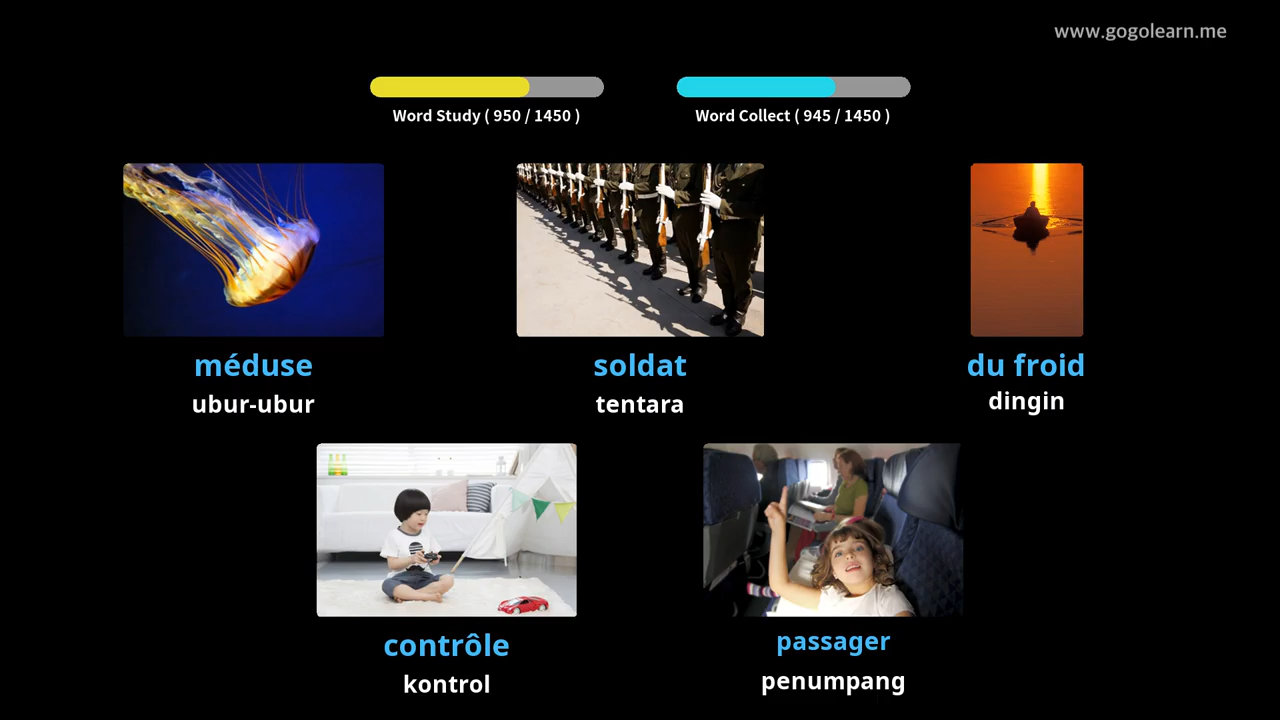 www.gogolearn.me
Word Study ( 950 / 1450 )
Word Collect ( 945 / 1450 )
méduse
ubur-ubur
soldat
tentara
du froid
dingin
contrôle
kontrol
passager
penumpang